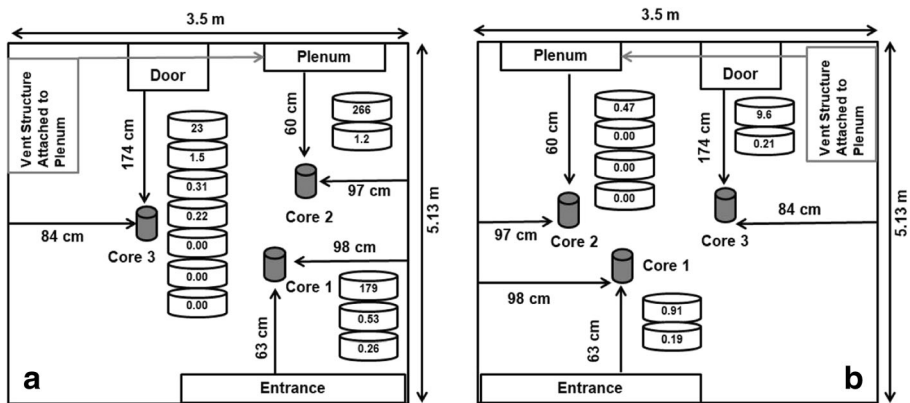 3.5 m
Vent Structure
Attached to
Plenum
Door
Plenum
174 cm
60 cm
23
1.5
0.31
0.22
0.00
0.00
0.00
266
1.2
97 cm
Core 2
84 cm
Core 3
98 cm
Core 1
179
0.53
0.26
63 cm
Entrance
5.13 m
a
3.5 m
Plenum
Door
Vent Structure
Attached to
Plenum
60 cm
174 cm
0.47
0.00
0.00
0.00
9.6
0.21
97 cm
Core 2
84 cm
Core 3
98 cm
Core 1
0.91
0.19
63 cm
Entrance
5.13 m
b